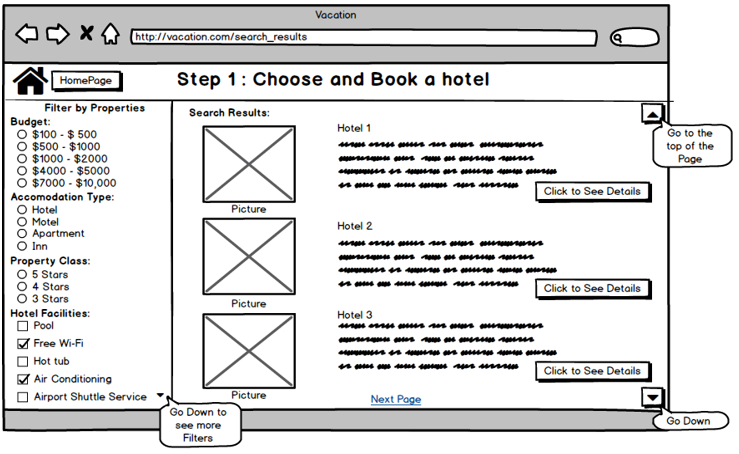 Vacation
http://vacation.com/search_results
HomePage
Step 1: Choose and Book a hotel
Filter by Properties
Budget:
$100 - $ 500
$500 - $1000
$1000 - $2000
$4000 - $5000
$7000 - $10,000
Accomodation Type:
Hotel
Motel
Apartment
Inn
Property Class:
5 Stars
4 Stars
3 Stars
Hotel Facilities:
Pool
Free Wi-Fi
Hot tub
Air Conditioning
Airport Shuttle Service
Go Down to
see more
Filters
Search Results:
Picture
Hotel 1
Click to See Details
Picture
Hotel 2
Click to See Details
Picture
Hotel 3
Click to See Details
Next Page
Go to the
top of the
Page
Go Down